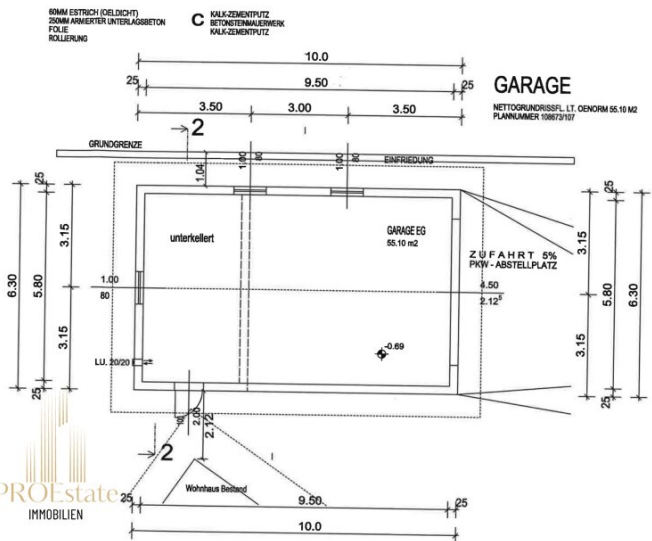 60MM ESTRICH (OELDICHT)
250MM ARMIERTER UNTERLAGSBETON
FOLIE
ROLLIERUNG
C
KALK-ZEMENTPUTZ
BETONSTEINMAUERWERK
KALK-ZEMENTPUTZ
10.0
25 9.50 25
3.50 3.00 3.50
GARAGE
NETTOGRUNDRISSFL. LT. OENORM 55.10 M2
PLANNUMMER 108673/107
2
GRUNDGRENZE
EINFRIEDUNG
1.04
1.00
80
1.00
80
25
6.30
5.80
3.15
3.15
25
unterkellert
GARAGE EG
55.10 m2
ZUFAHRT 5%
PKW - ABSTELLPLATZ
1.00
80
4.50
2.12⁵
-0.69
LU. 20/20
25
3.15
5.80
6.30
3.15
25
10
2.00
2.12
2
Wohnhaus Bestand
PROEstate
IMMOBILIEN
25 9.50 25
10.0